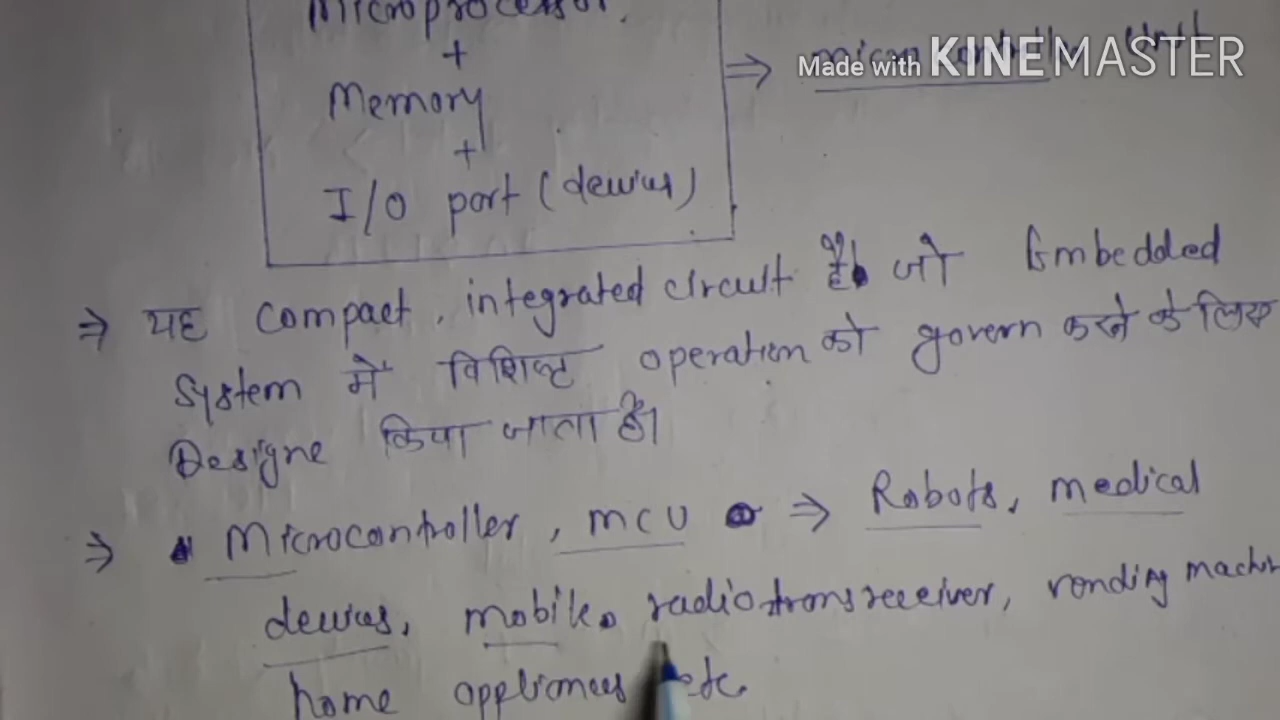 Microprocessor.
+
Memory
+
I/O port (devices)
⇒
Made with KINEMASTER
⇒ यह compact, integrated circuit है। जो Embedded
System में विशिष्ट operation को govern करने के लिए
Designe किया जाता है।
⇒ Microcontroller, MCU ⇒ Robots, medical
devices, mobile. radio transreceiver, vending machin
home appliances etc.